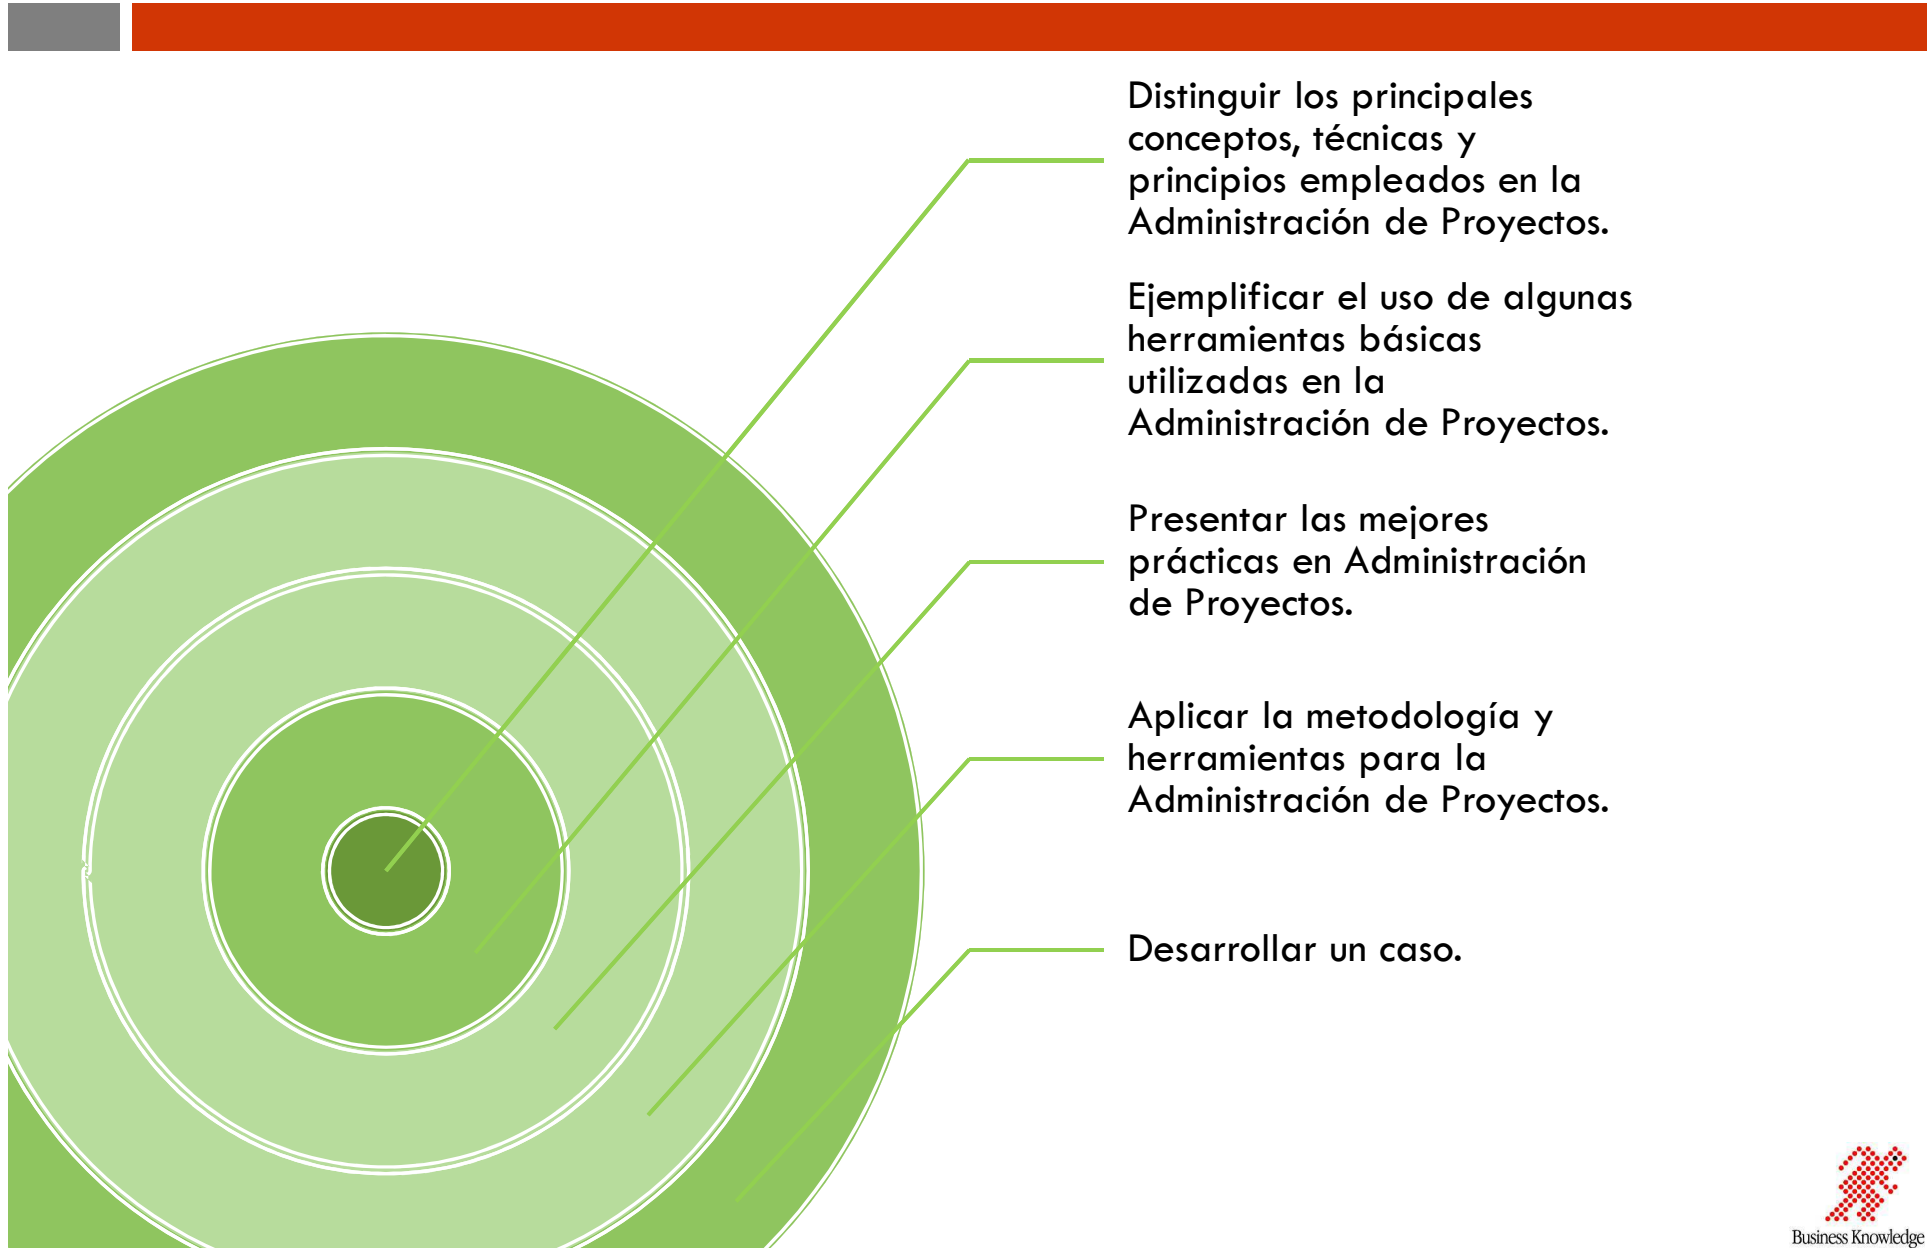 Distinguir los principales
conceptos, técnicas y
principios empleados en la
Administración de Proyectos.
Ejemplificar el uso de algunas
herramientas básicas
utilizadas en la
Administración de Proyectos.
Presentar las mejores
prácticas en Administración
de Proyectos.
Aplicar la metodología y
herramientas para la
Administración de Proyectos.
Desarrollar un caso.
Business Knowledge